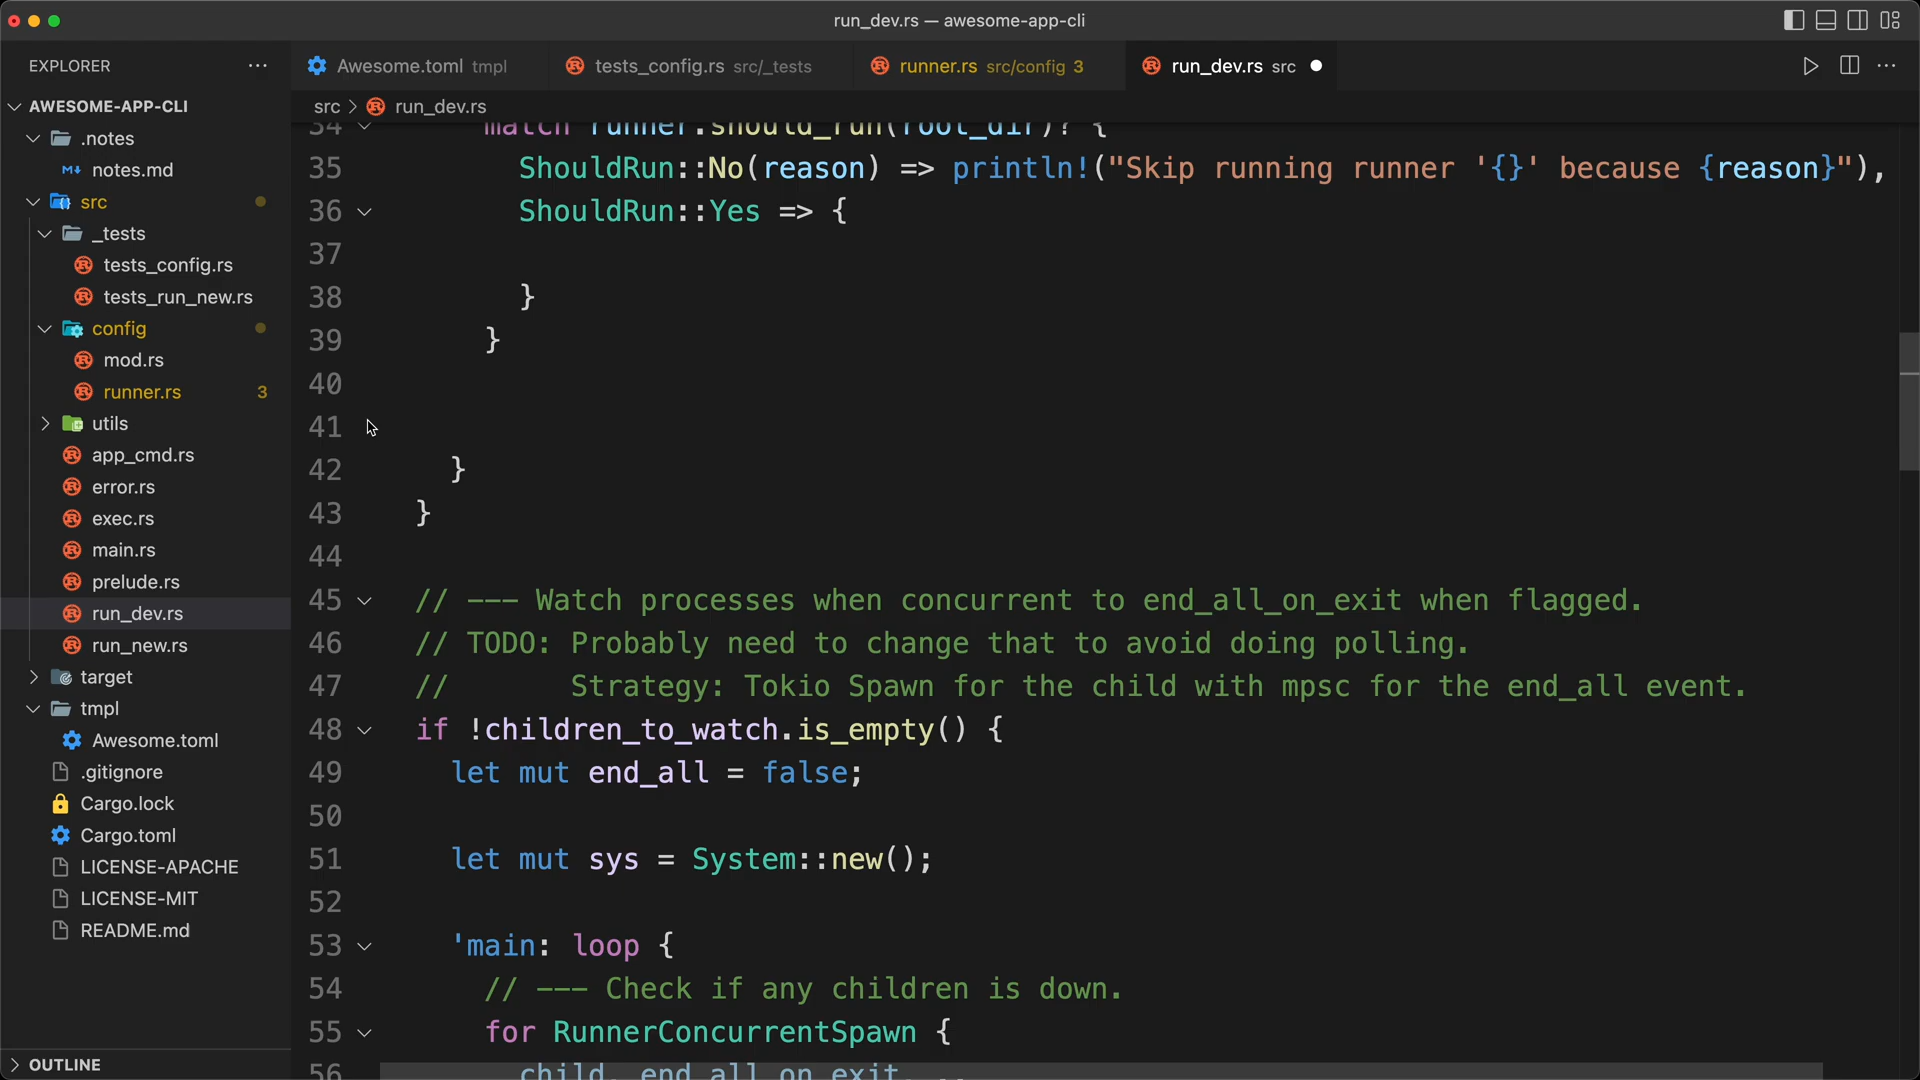 run_dev.rs — awesome-app-cli
EXPLORER
AWESOME-APP-CLI
.notes
notes.md
src
_tests
tests_config.rs
tests_run_new.rs
config
mod.rs
runner.rs 3
utils
app_cmd.rs
error.rs
exec.rs
main.rs
prelude.rs
run_dev.rs
run_new.rs
target
tmpl
Awesome.toml
.gitignore
Cargo.lock
Cargo.toml
LICENSE-APACHE
LICENSE-MIT
README.md
OUTLINE
Awesome.toml tmpl
tests_config.rs src/_tests
runner.rs src/config 3
run_dev.rs src
src > run_dev.rs
34 match runner.should_run(root_dir)? {
35 ShouldRun::No(reason) => println!("Skip running runner '{}' because {reason}"),
36 ShouldRun::Yes => {
37
38 }
39 }
40
41
42 }
43 }
44
45 // --- Watch processes when concurrent to end_all_on_exit when flagged.
46 // TODO: Probably need to change that to avoid doing polling.
47 // Strategy: Tokio Spawn for the child with mpsc for the end_all event.
48 if !children_to_watch.is_empty() {
49 let mut end_all = false;
50
51 let mut sys = System::new();
52
53 'main: loop {
54 // --- Check if any children is down.
55 for RunnerConcurrentSpawn {
56 child, end_all_on_exit, ..